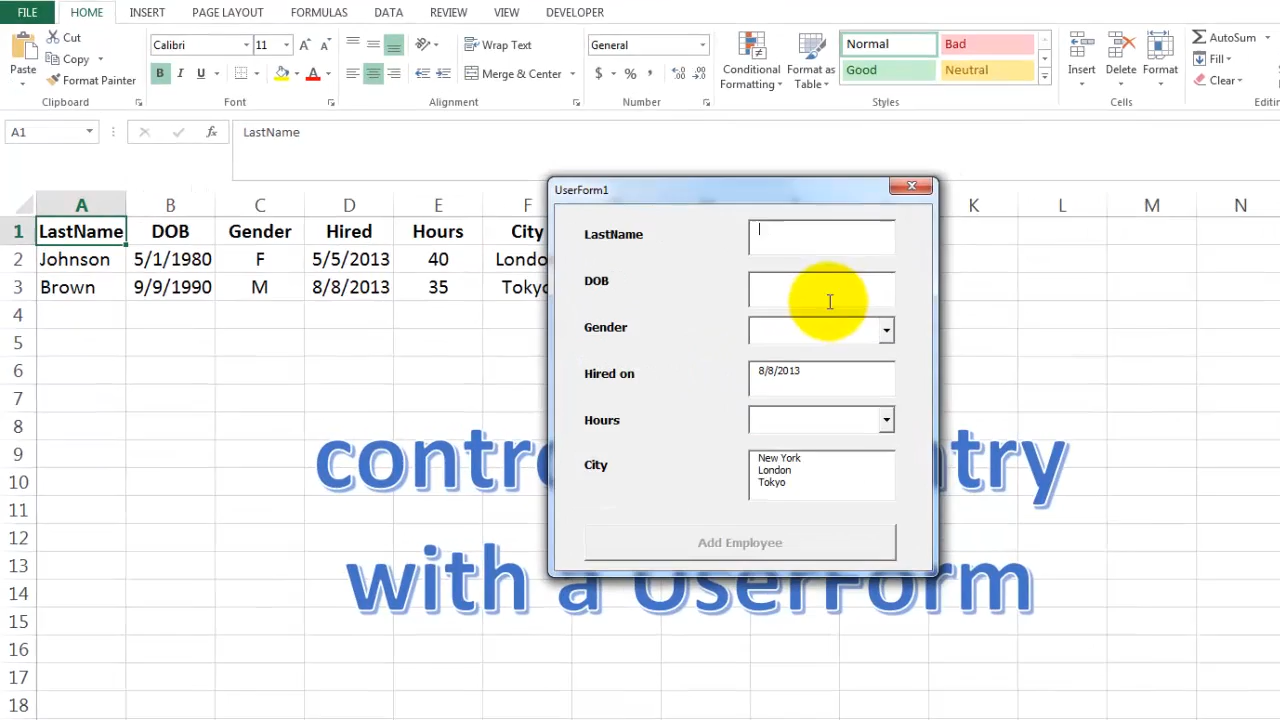 FILE HOME INSERT PAGE LAYOUT FORMULAS DATA REVIEW VIEW DEVELOPER
Paste
Cut
Copy
Format Painter
Clipboard
Calibri 11
A A
B I U A
Font
Wrap Text
Merge & Center
Alignment
General
$ % ,
Number
Conditional
Formatting
Format as
Table
Normal Bad
Good Neutral
Styles
Insert Delete Format
Cells
AutoSum
Fill
Clear
A1 fx LastName
A B C D E F K L M N
1 LastName DOB Gender Hired Hours City
2 Johnson 5/1/1980 F 5/5/2013 40
3 Brown 9/9/1990 M 8/8/2013 35
4
5
6
7
8
9
10
11
12
13
14
15
16
17
18
UserForm1
LastName
DOB
Gender
Hired on 8/8/2013
Hours
City
New York
London
Tokyo
Add Employee
with a UserForm